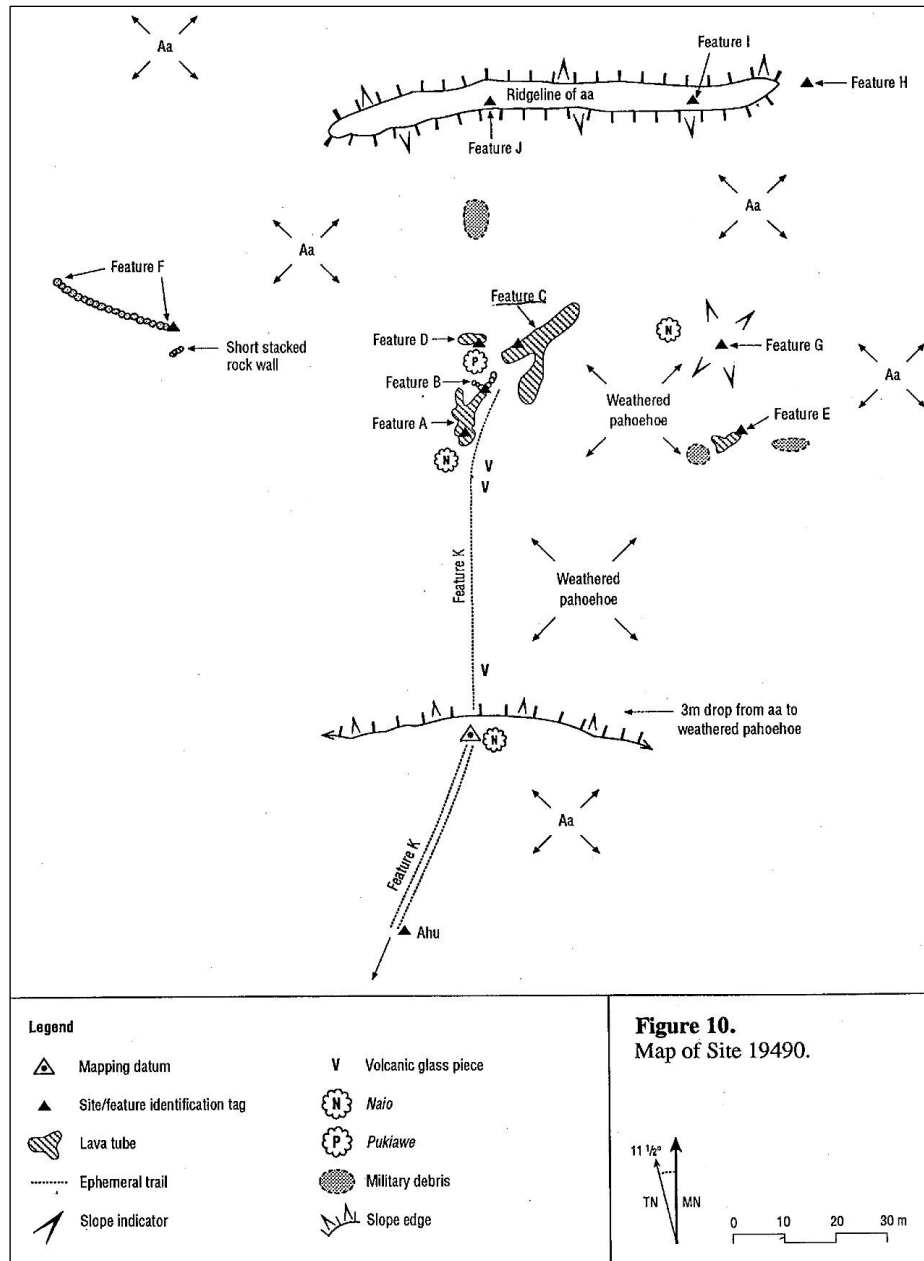 Aa
Feature I
Feature H
Ridgeline of aa
Feature J
Aa
Aa
Feature F
Feature C
Short stacked
rock wall
Feature D
N
Feature G
P
Feature B
Aa
Weathered
pahoehoe
Feature A
Feature E
N
V
V
Feature K
Weathered
pahoehoe
V
3m drop from aa to
weathered pahoehoe
N
Aa
Feature K
Ahu
Legend
Mapping datum
Site/feature identification tag
Lava tube
Ephemeral trail
Slope indicator
V Volcanic glass piece
N Naio
P Pukiawe
Military debris
Slope edge
Figure 10.
Map of Site 19490.
11 ½°
TN MN
0 10 20 30 m